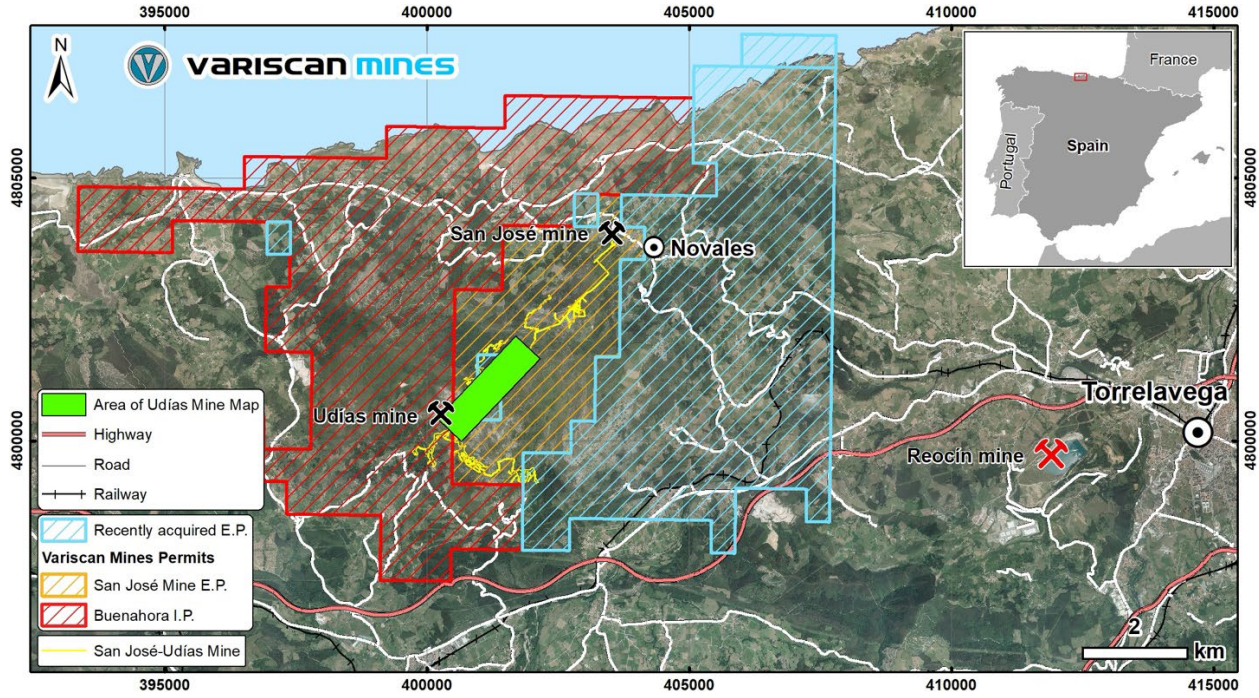 395000 400000 405000 410000 415000
N
VARISCAN MINES
France
Portugal
Spain
4805000 4805000
San José mine
Novales
Udías mine
Torrelavega
4800000 4800000
Reocín mine
Area of Udías Mine Map
Highway
Road
Railway
Recently acquired E.P.
Variscan Mines Permits
San José Mine E.P.
Buenahora I.P.
San José-Udías Mine
2
km
395000 400000 405000 410000 415000